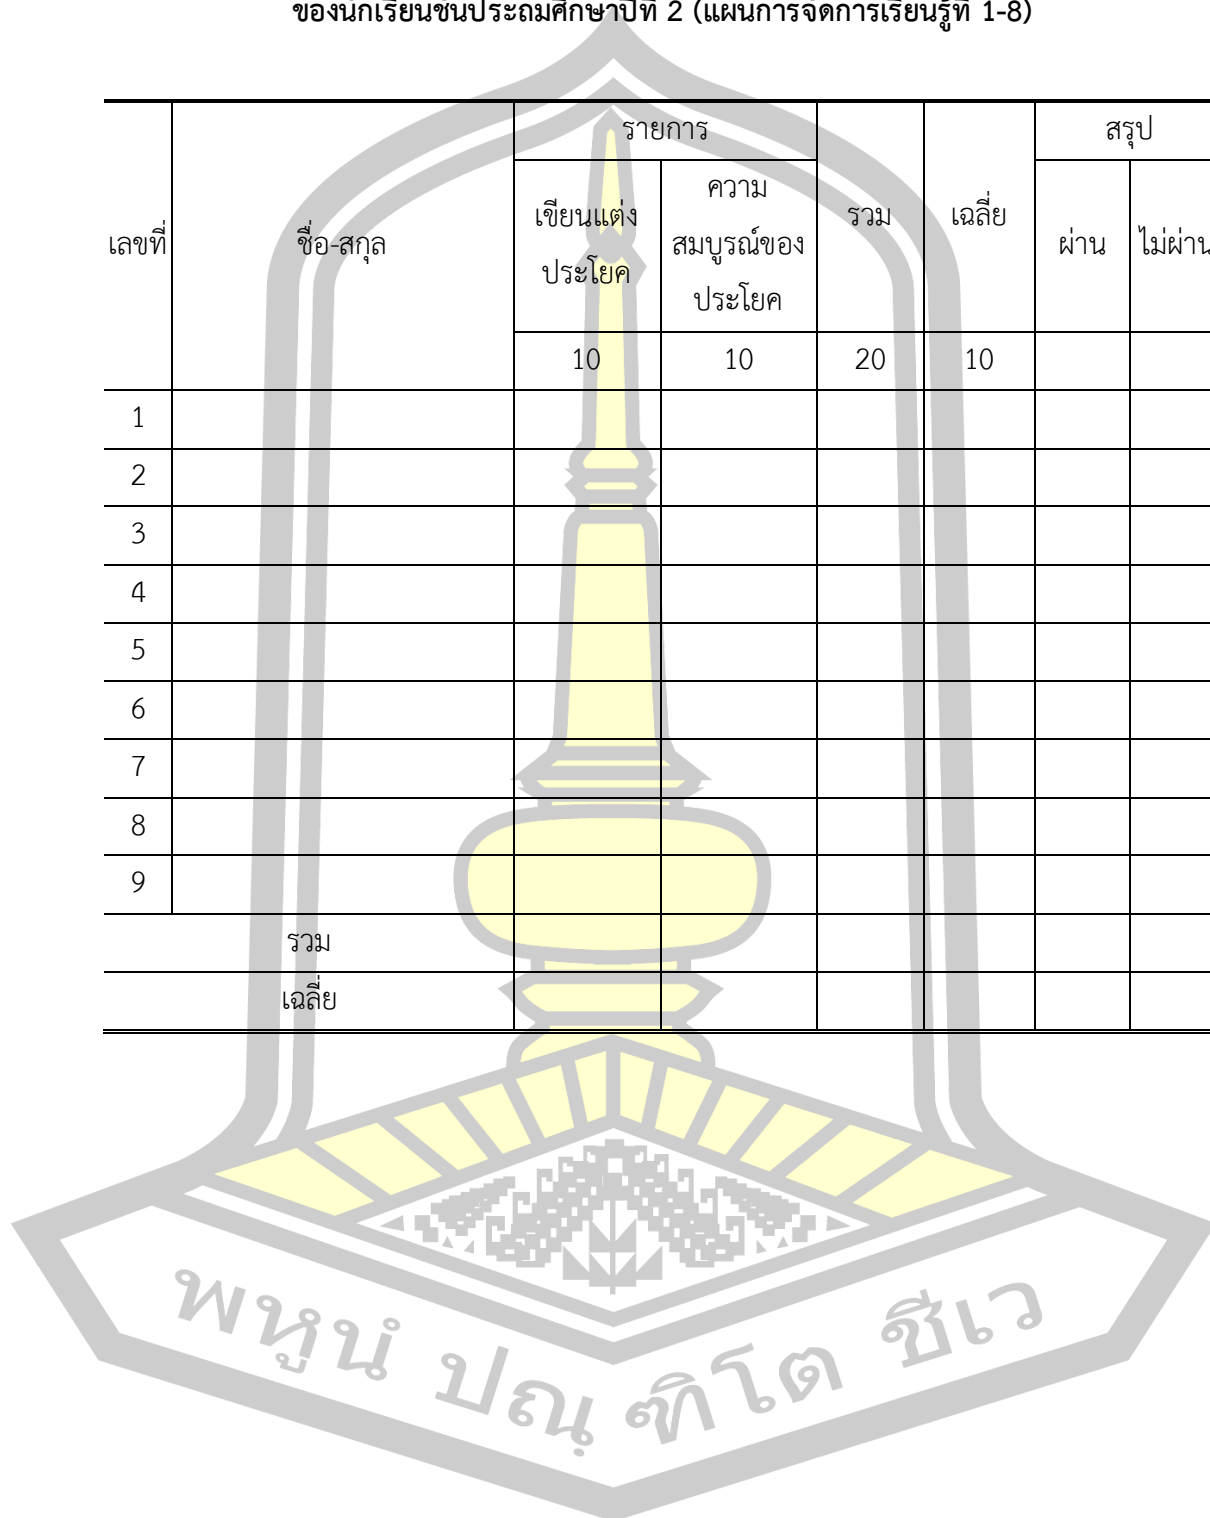 ของนักเรียนชั้นประถมศึกษาปีที่ 2 (แผนการจัดการเรียนรู้ที่ 1-8)
เลขที่ ชื่อ-สกุล รายการ รวม เฉลี่ย สรุป
เขียนแต่ง ความ ผ่าน ไม่ผ่าน
ประโยค สมบูรณ์ของ
ประโยค
10 10 20 10
1
2
3
4
5
6
7
8
9
รวม
เฉลี่ย
พหูนํ ปณฺฑิโต ชีเว